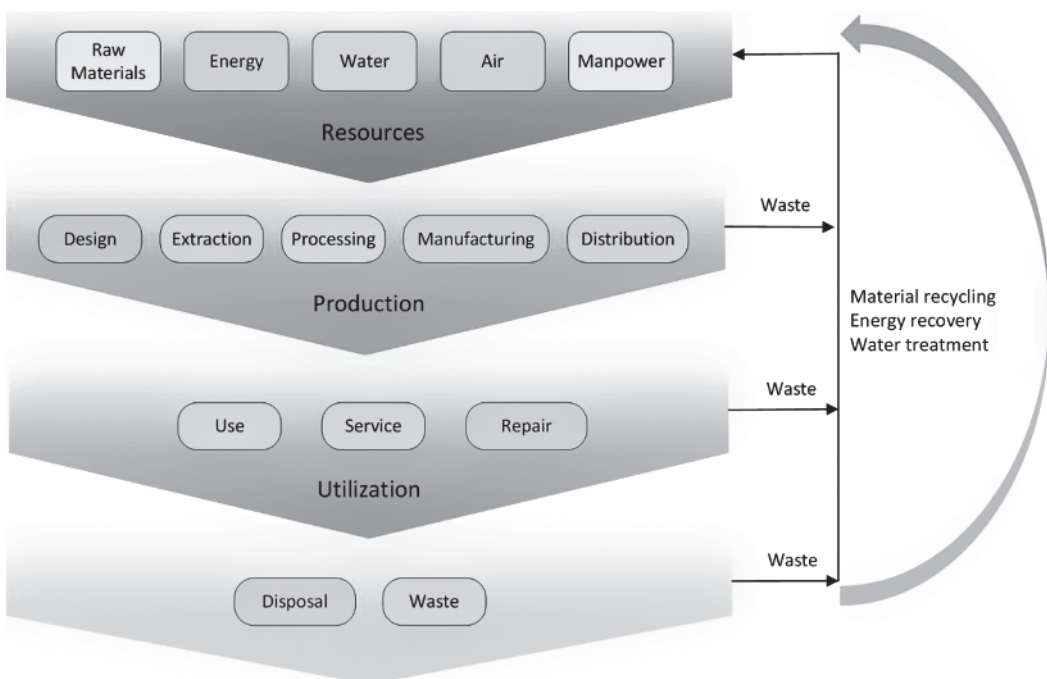 Raw
Materials
Energy
Water
Air
Manpower
Resources
Waste
Design
Extraction
Processing
Manufacturing
Distribution
Production
Material recycling
Energy recovery
Water treatment
Waste
Use
Service
Repair
Utilization
Waste
Disposal
Waste